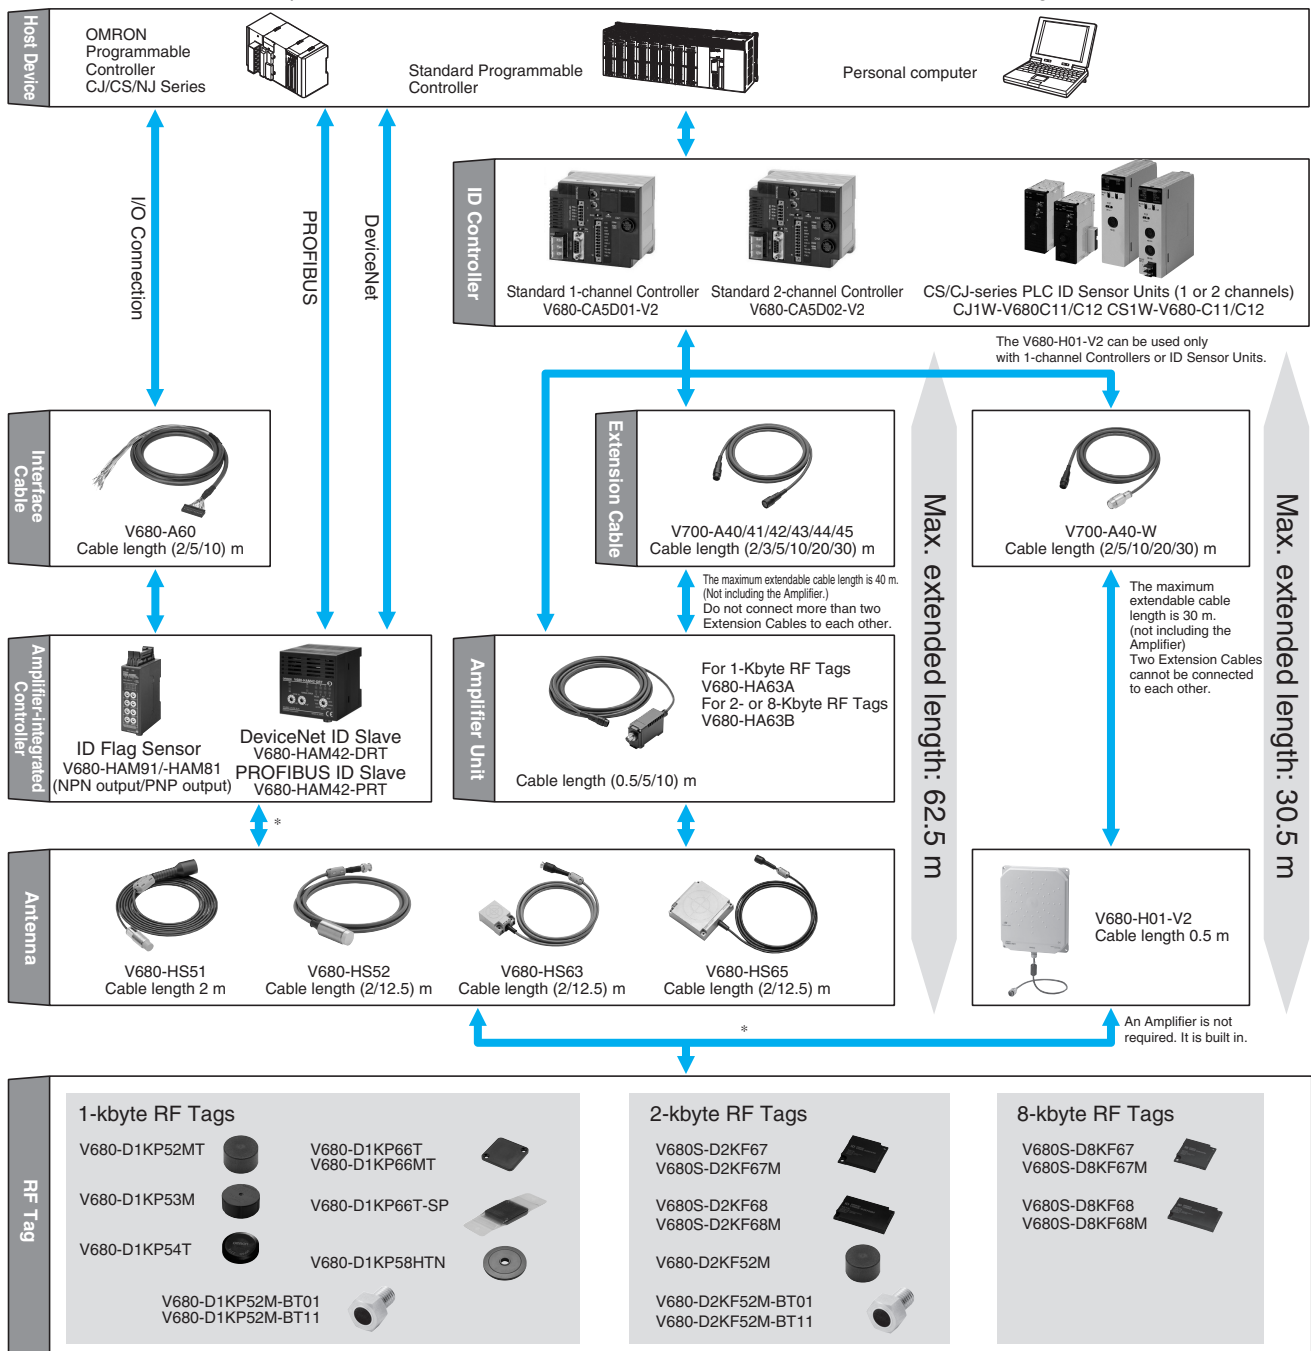 Host Device
OMRON
Programmable
Controller
CJ/CS/NJ Series
Standard Programmable
Controller
Personal computer
I/O Connection
PROFIBUS
DeviceNet
ID Controller
Standard 1-channel Controller
V680-CA5D01-V2
Standard 2-channel Controller
V680-CA5D02-V2
CS/CJ-series PLC ID Sensor Units (1 or 2 channels)
CJ1W-V680C11/C12 CS1W-V680-C11/C12
The V680-H01-V2 can be used only
with 1-channel Controllers or ID Sensor Units.
Interface
Cable
V680-A60
Cable length (2/5/10) m
Extension Cable
V700-A40/41/42/43/44/45
Cable length (2/3/5/10/20/30) m
V700-A40-W
Cable length (2/5/10/20/30) m
Max. extended length: 62.5 m
Max. extended length: 30.5 m
The maximum extendable cable length is 40 m.
(Not including the Amplifier.)
Do not connect more than two
Extension Cables to each other.
The maximum
extendable cable
length is 30 m.
(not including the
Amplifier)
Two Extension Cables
cannot be connected
to each other.
Amplifier-integrated
Controller
ID Flag Sensor
V680-HAM91/-HAM81
(NPN output/PNP output)
DeviceNet ID Slave
V680-HAM42-DRT
PROFIBUS ID Slave
V680-HAM42-PRT
Amplifier Unit
For 1-Kbyte RF Tags
V680-HA63A
For 2- or 8-Kbyte RF Tags
V680-HA63B
Cable length (0.5/5/10) m
*
Antenna
V680-HS51
Cable length 2 m
V680-HS52
Cable length (2/12.5) m
V680-HS63
Cable length (2/12.5) m
V680-HS65
Cable length (2/12.5) m
V680-H01-V2
Cable length 0.5 m
*
An Amplifier is not
required. It is built in.
RF Tag
1-kbyte RF Tags
V680-D1KP52MT
V680-D1KP53M
V680-D1KP54T
V680-D1KP66T
V680-D1KP66MT
V680-D1KP66T-SP
V680-D1KP58HTN
V680-D1KP52M-BT01
V680-D1KP52M-BT11
2-kbyte RF Tags
V680S-D2KF67
V680S-D2KF67M
V680S-D2KF68
V680S-D2KF68M
V680-D2KF52M
V680-D2KF52M-BT01
V680-D2KF52M-BT11
8-kbyte RF Tags
V680S-D8KF67
V680S-D8KF67M
V680S-D8KF68
V680S-D8KF68M